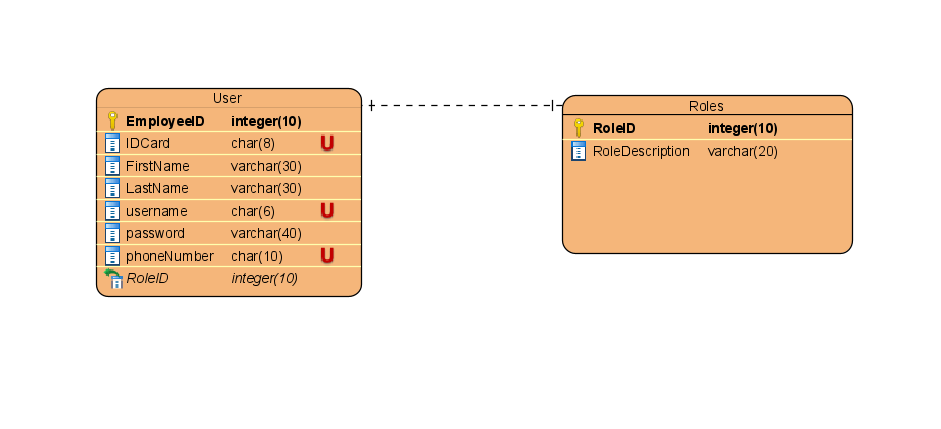 User
EmployeeID integer(10)
IDCard char(8) U
FirstName varchar(30)
LastName varchar(30)
username char(6) U
password varchar(40)
phoneNumber char(10) U
RoleID integer(10)
Roles
RoleID integer(10)
RoleDescription varchar(20)